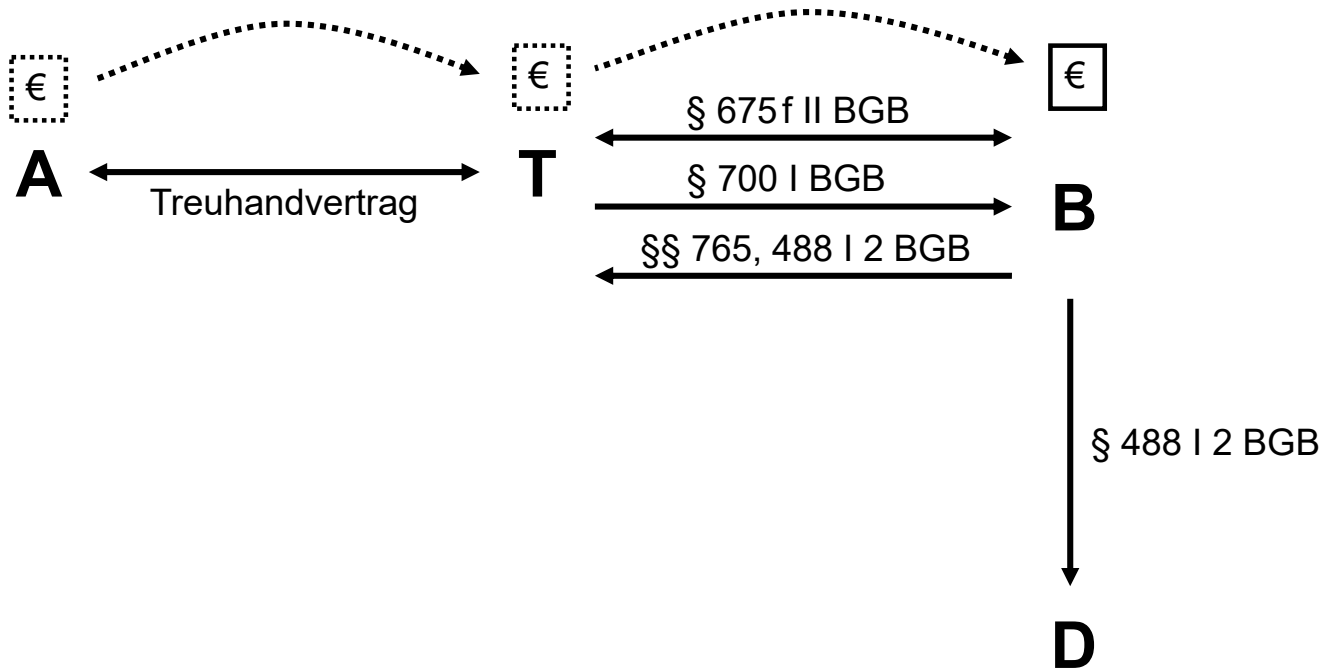 €
€
€
§ 675f II BGB
A
T
§ 700 I BGB
B
Treuhandvertrag
§§ 765, 488 I 2 BGB
§ 488 I 2 BGB
D